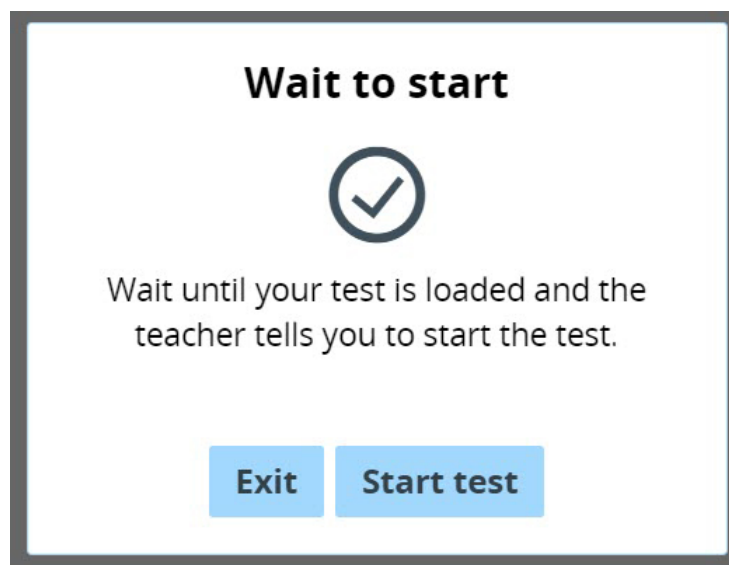 Wait to start
Wait until your test is loaded and the
teacher tells you to start the test.
Exit Start test